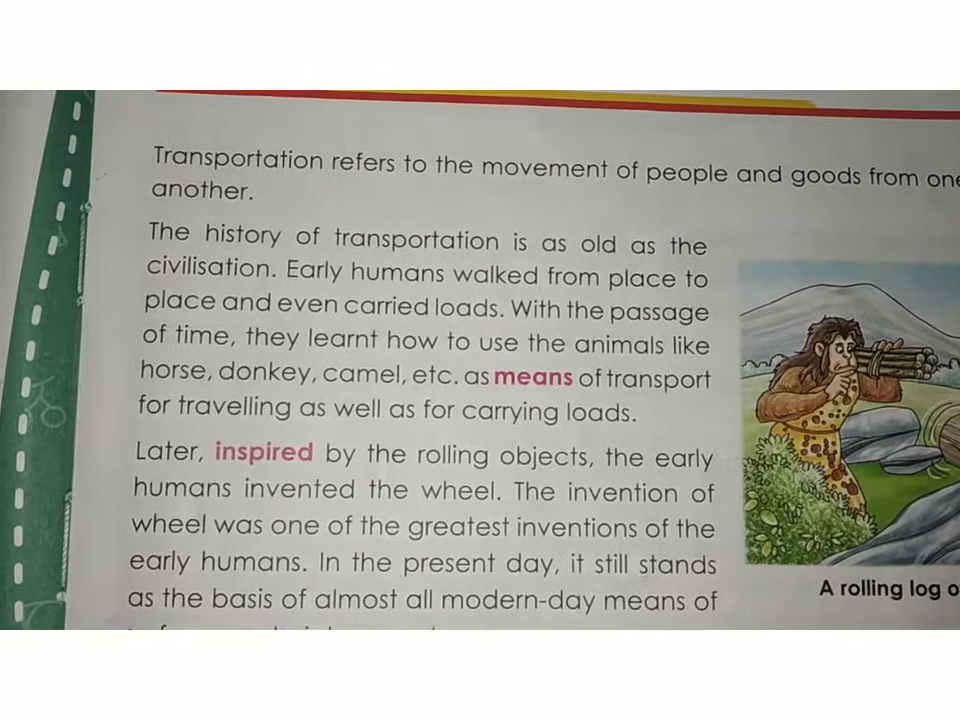 Transportation refers to the movement of people and goods from one
another.
The history of transportation is as old as the
civilisation. Early humans walked from place to
place and even carried loads. With the passage
of time, they learnt how to use the animals like
horse, donkey, camel, etc. as means of transport
for travelling as well as for carrying loads.
Later, inspired by the rolling objects, the early
humans invented the wheel. The invention of
wheel was one of the greatest inventions of the
early humans. In the present day, it still stands
as the basis of almost all modern-day means of
A rolling log